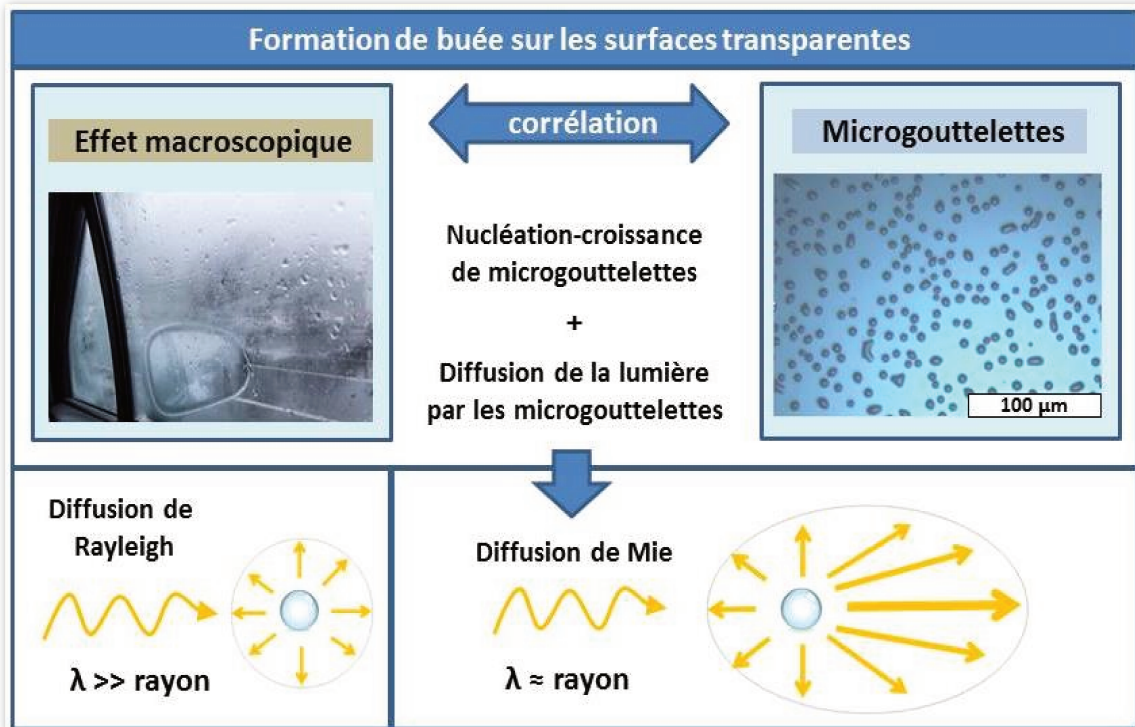 Formation de buée sur les surfaces transparentes
Effet macroscopique
corrélation
Microgouttelettes
Nucléation-croissance
de microgouttelettes
+
Diffusion de la lumière
par les microgouttelettes
100 µm
Diffusion de
Rayleigh
λ >> rayon
Diffusion de Mie
λ ≈ rayon